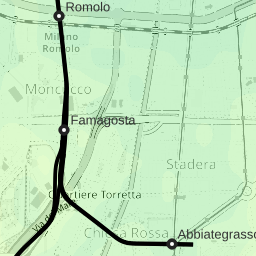 Romolo
Milano
Romolo
Moncucco
Famagosta
Stadera
Quartiere Torretta
Chiesa Rossa
Abbiategrasso